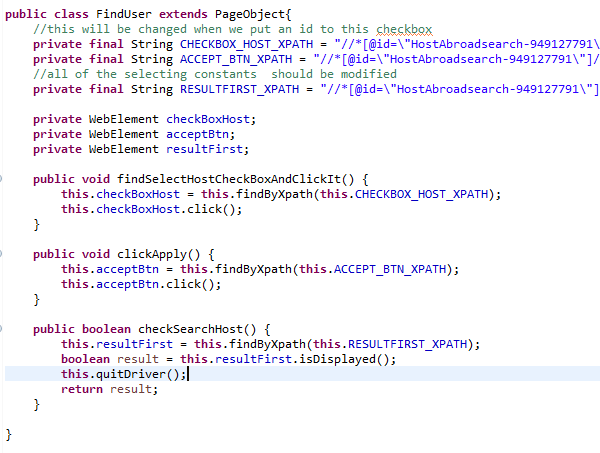 public class FindUser extends PageObject{
//this will be changed when we put an id to this checkbox
private final String CHECKBOX_HOST_XPATH = "//*[@id=\"HostAbroadsearch-949127791\
private final String ACCEPT_BTN_XPATH = "//*[@id=\"HostAbroadsearch-949127791\"]/
//all of the selecting constants  should be modified
private final String RESULTFIRST_XPATH = "//*[@id=\"HostAbroadsearch-949127791\"]
private WebElement checkBoxHost;
private WebElement acceptBtn;
private WebElement resultFirst;
public void findSelectHostCheckBoxAndClickIt() {
this.checkBoxHost = this.findByXpath(this.CHECKBOX_HOST_XPATH);
this.checkBoxHost.click();
}
public void clickApply() {
this.acceptBtn = this.findByXpath(this.ACCEPT_BTN_XPATH);
this.acceptBtn.click();
}
public boolean checkSearchHost() {
this.resultFirst = this.findByXpath(this.RESULTFIRST_XPATH);
boolean result = this.resultFirst.isDisplayed();
this.quitDriver();
return result;
}
}